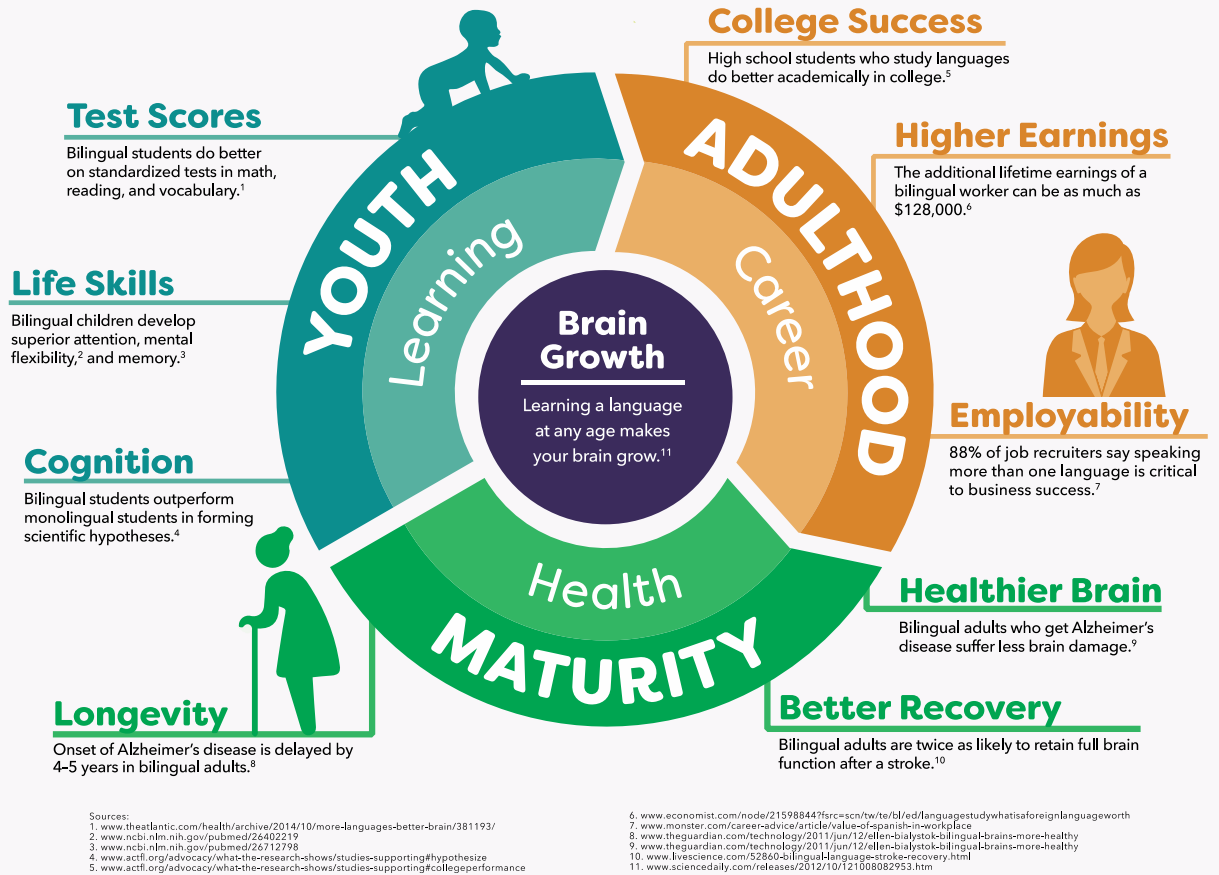 College Success
High school students who study languages
do better academically in college.⁵
Test Scores
Bilingual students do better
on standardized tests in math,
reading, and vocabulary.¹
Higher Earnings
The additional lifetime earnings of a
bilingual worker can be as much as
$128,000.⁶
YOUTH
Learning
ADULTHOOD
Career
Life Skills
Bilingual children develop
superior attention, mental
flexibility,² and memory.³
Brain
Growth
Learning a language
at any age makes
your brain grow.¹¹
Employability
88% of job recruiters say speaking
more than one language is critical
to business success.⁷
Cognition
Bilingual students outperform
monolingual students in forming
scientific hypotheses.⁴
Health
MATURITY
Healthier Brain
Bilingual adults who get Alzheimer's
disease suffer less brain damage.⁹
Longevity
Onset of Alzheimer's disease is delayed by
4–5 years in bilingual adults.⁸
Better Recovery
Bilingual adults are twice as likely to retain full brain
function after a stroke.¹⁰
Sources:
1. www.theatlantic.com/health/archive/2014/10/more-languages-better-brain/381193/
2. www.ncbi.nlm.nih.gov/pubmed/26402219
3. www.ncbi.nlm.nih.gov/pubmed/26712798
4. www.actfl.org/advocacy/what-the-research-shows/studies-supporting#hypothesize
5. www.actfl.org/advocacy/what-the-research-shows/studies-supporting#collegeperformance
6. www.economist.com/node/21598844?fsrc=scn/tw/te/bl/ed/languagestudywhatisaforeignlanguageworth
7. www.monster.com/career-advice/article/value-of-spanish-in-workplace
8. www.theguardian.com/technology/2011/jun/12/ellen-bialystok-bilingual-brains-more-healthy
9. www.theguardian.com/technology/2011/jun/12/ellen-bialystok-bilingual-brains-more-healthy
10. www.livescience.com/52860-bilingual-language-stroke-recovery.html
11. www.sciencedaily.com/releases/2012/10/121008082953.htm